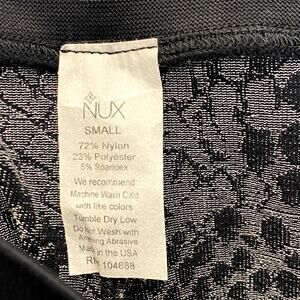 NUX
SMALL
72% Nylon
23% Polyester
5% Spandex
We recommend
Machine Wash Cold
with like colors
Tumble Dry Low
Do Not Wash with
Anything Abrasive
Made in the USA
RN 104688